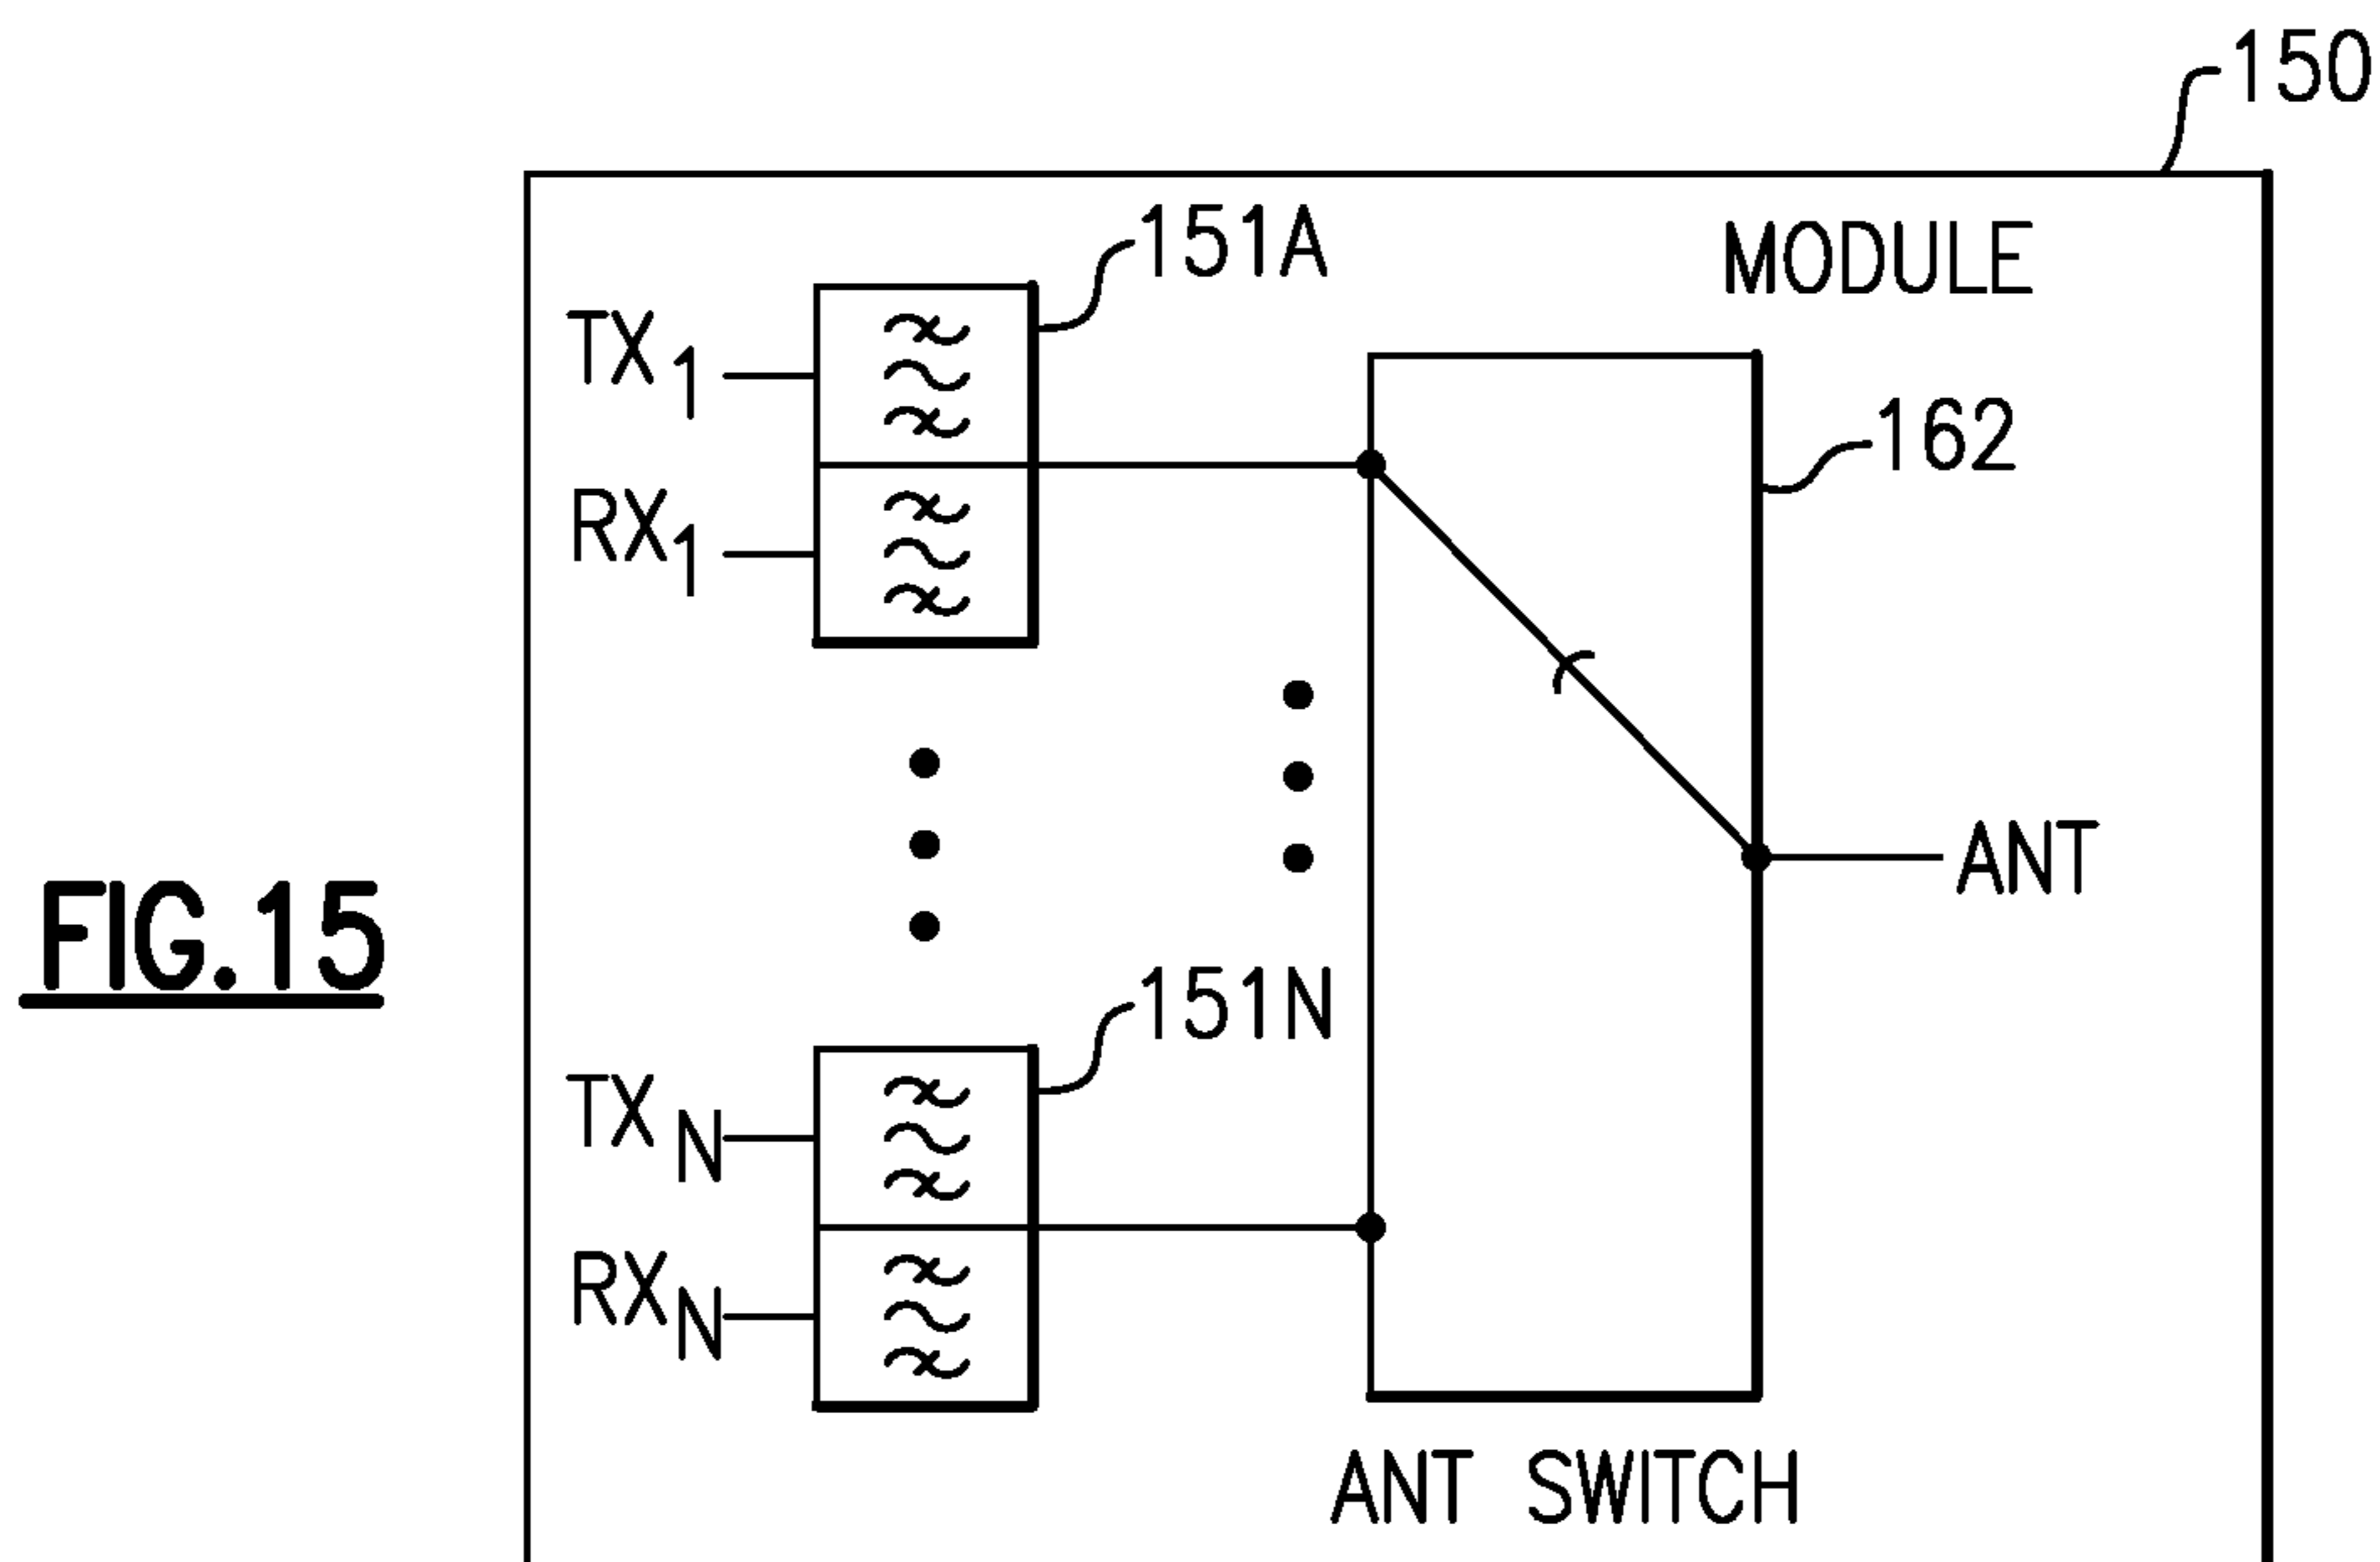 150
151A
MODULE
TX1
162
RX1
ANT
FIG.15
151N
TXN
RXN
ANT SWITCH